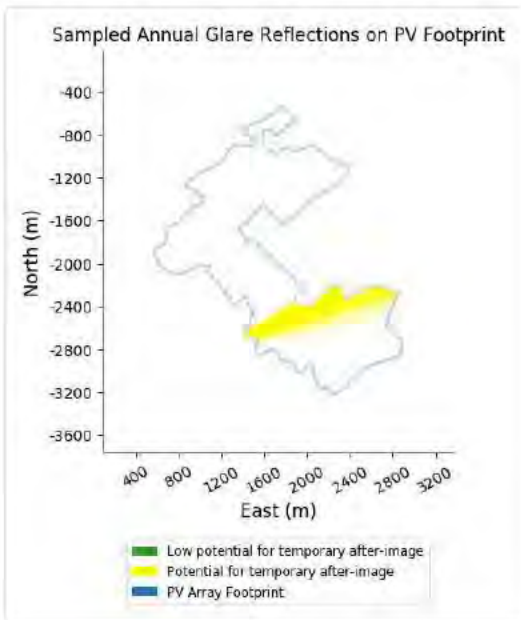 Sampled Annual Glare Reflections on PV Footprint
North (m)
-400
-800
-1200
-1600
-2000
-2400
-2800
-3200
-3600
400 800 1200 1600 2000 2400 2800 3200
East (m)
Low potential for temporary after-image
Potential for temporary after-image
PV Array Footprint